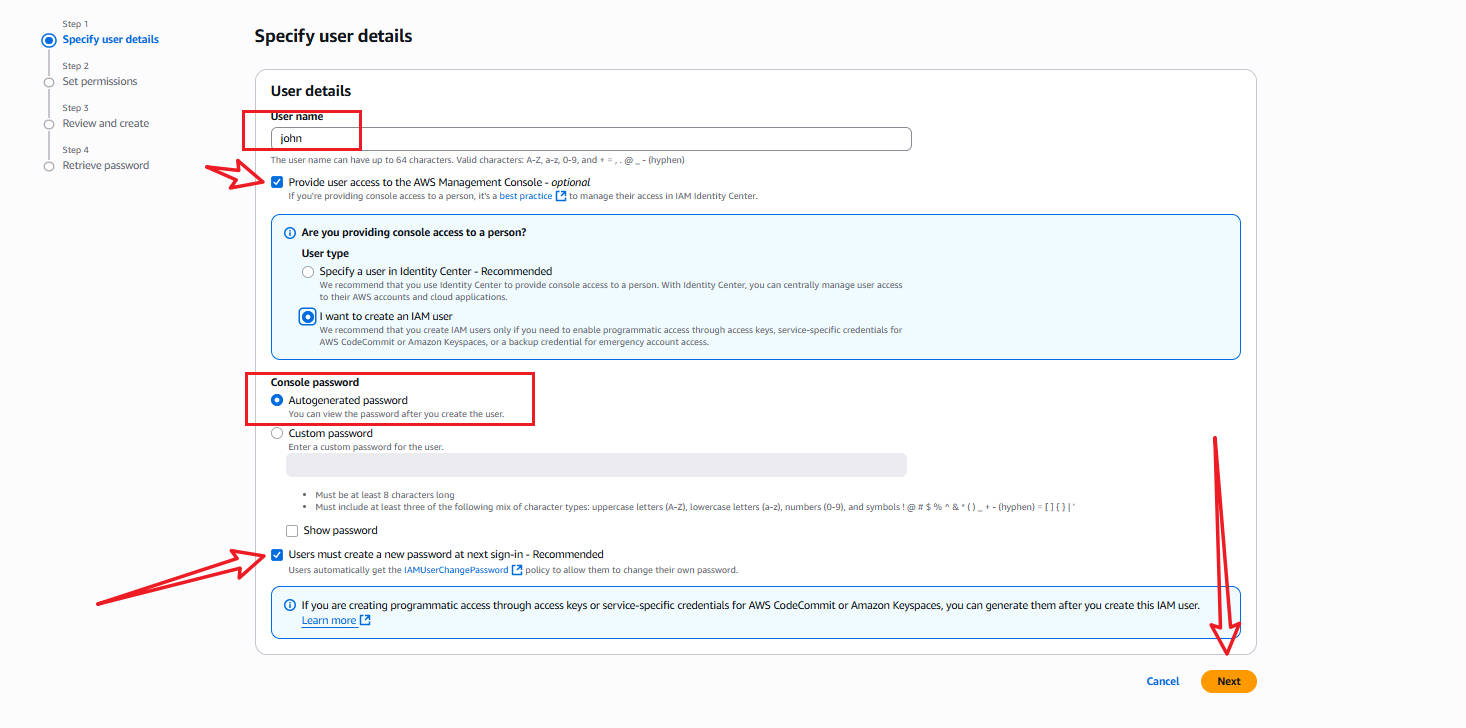 Step 1
Specify user details
Step 2
Set permissions
Step 3
Review and create
Step 4
Retrieve password
Specify user details
User details
User name
john
The user name can have up to 64 characters. Valid characters: A-Z, a-z, 0-9, and + = , . @ _ - (hyphen)
Provide user access to the AWS Management Console - optional
If you're providing console access to a person, it's a best practice to manage their access in IAM Identity Center.
Are you providing console access to a person?
User type
Specify a user in Identity Center - Recommended
We recommend that you use Identity Center to provide console access to a person. With Identity Center, you can centrally manage user access
to their AWS accounts and cloud applications.
I want to create an IAM user
We recommend that you create IAM users only if you need to enable programmatic access through access keys, service-specific credentials for
AWS CodeCommit or Amazon Keyspaces, or a backup credential for emergency account access.
Console password
Autogenerated password
You can view the password after you create the user.
Custom password
Enter a custom password for the user.
• Must be at least 8 characters long
• Must include at least three of the following mix of character types: uppercase letters (A-Z), lowercase letters (a-z), numbers (0-9), and symbols ! @ # $ % ^ & * ( ) _ + - (hyphen) = [ ] { } | '
Show password
Users must create a new password at next sign-in - Recommended
Users automatically get the IAMUserChangePassword policy to allow them to change their own password.
If you are creating programmatic access through access keys or service-specific credentials for AWS CodeCommit or Amazon Keyspaces, you can generate them after you create this IAM user.
Learn more
Cancel
Next